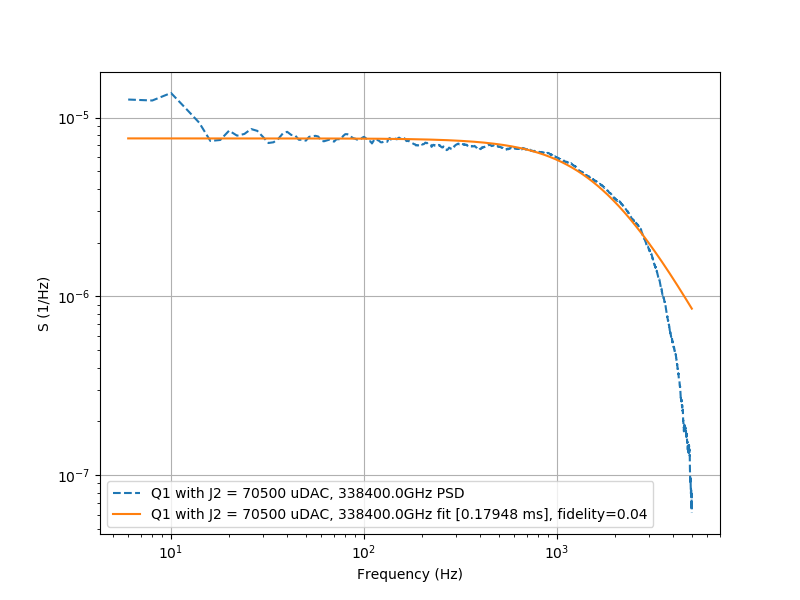 10⁻⁵
10⁻⁶
10⁻⁷
S (1/Hz)
Q1 with J2 = 70500 uDAC, 338400.0GHz PSD
Q1 with J2 = 70500 uDAC, 338400.0GHz fit [0.17948 ms], fidelity=0.04
10¹ 10² 10³
Frequency (Hz)